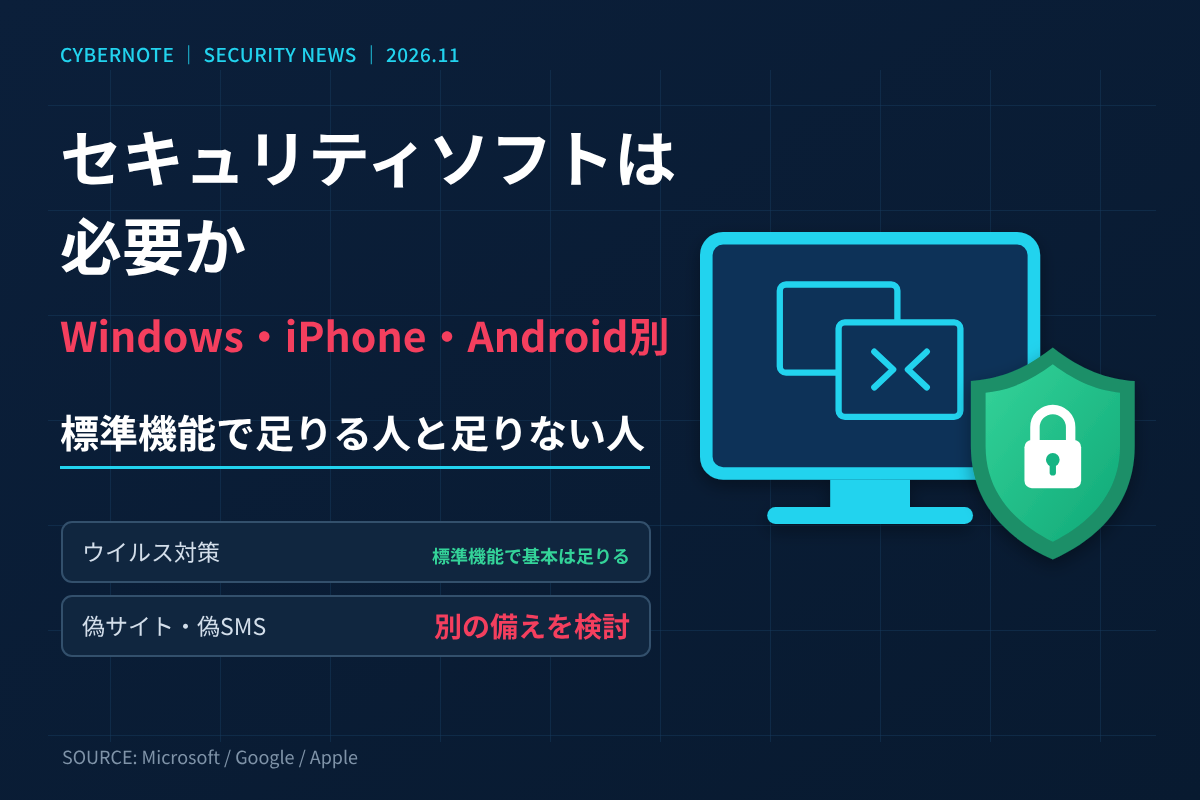 CYBERNOTE｜SECURITY NEWS｜2026.11
セキュリティソフトは
必要か
Windows・iPhone・Android別
標準機能で足りる人と足りない人
ウイルス対策 標準機能で基本は足りる
偽サイト・偽SMS 別の備えを検討
SOURCE: Microsoft / Google / Apple